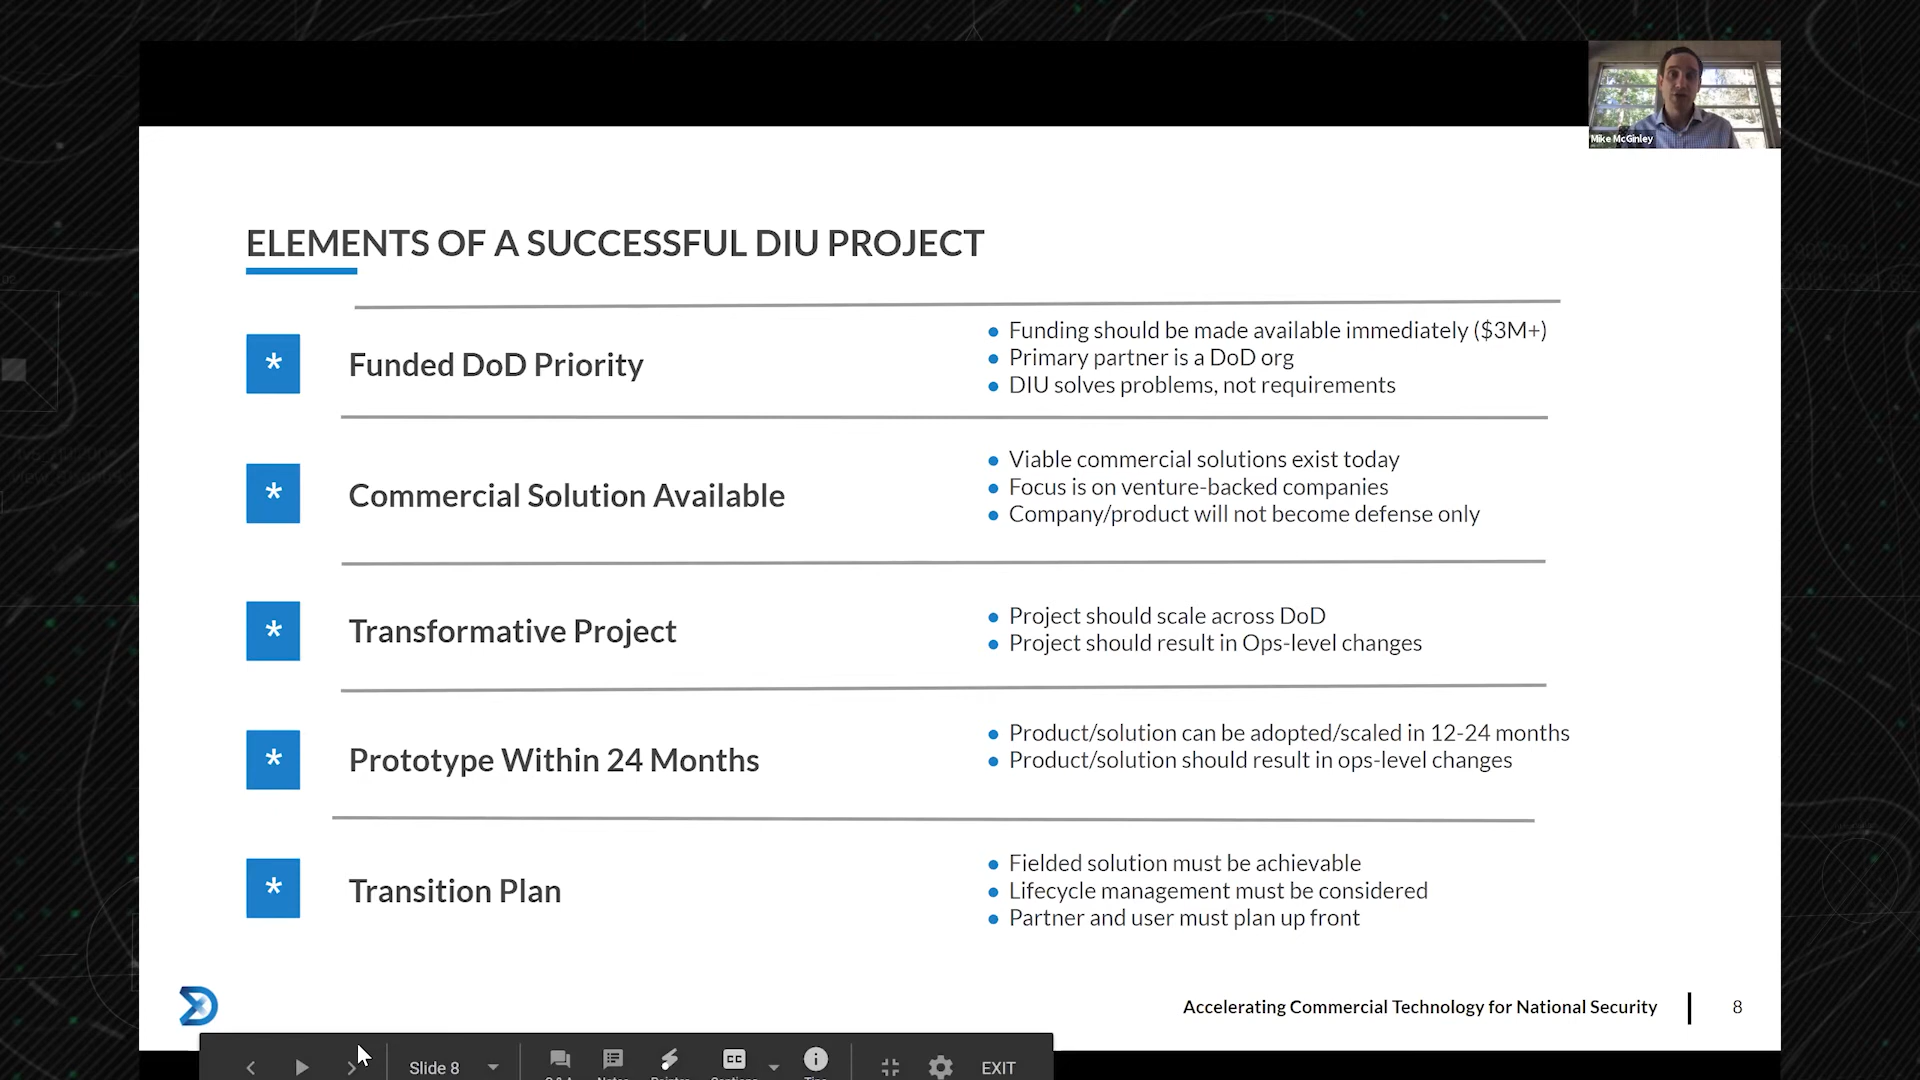 Mike McGinley
ELEMENTS OF A SUCCESSFUL DIU PROJECT
* Funded DoD Priority
● Funding should be made available immediately ($3M+)
● Primary partner is a DoD org
● DIU solves problems, not requirements
* Commercial Solution Available
● Viable commercial solutions exist today
● Focus is on venture-backed companies
● Company/product will not become defense only
* Transformative Project
● Project should scale across DoD
● Project should result in Ops-level changes
* Prototype Within 24 Months
● Product/solution can be adopted/scaled in 12-24 months
● Product/solution should result in ops-level changes
* Transition Plan
● Fielded solution must be achievable
● Lifecycle management must be considered
● Partner and user must plan up front
Accelerating Commercial Technology for National Security
8
Slide 8
CC
EXIT